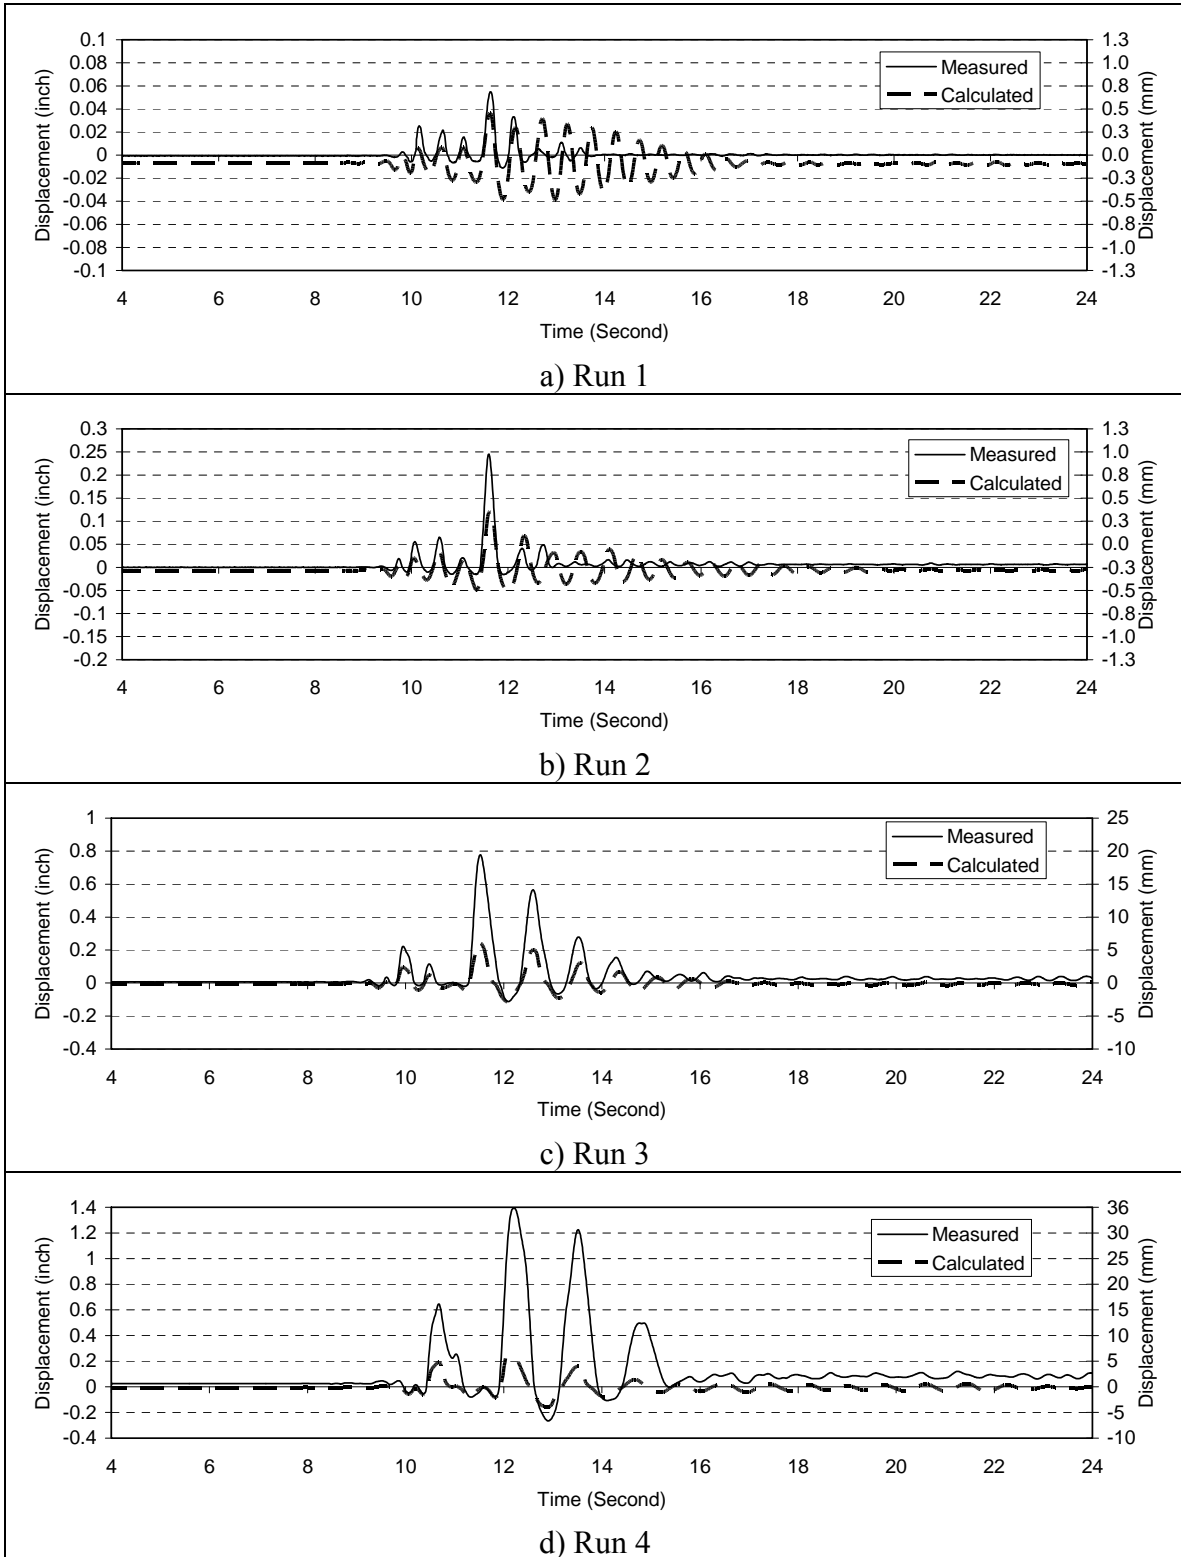 0.1
0.08
0.06
0.04
0.02
0
-0.02
-0.04
-0.06
-0.08
-0.1
Displacement (inch)
1.3
1.0
0.8
0.5
0.3
0.0
-0.3
-0.5
-0.8
-1.0
-1.3
Displacement (mm)
Measured
Calculated
4 6 8 10 12 14 16 18 20 22 24
Time (Second)
a) Run 1
0.3
0.25
0.2
0.15
0.1
0.05
0
-0.05
-0.1
-0.15
-0.2
Displacement (inch)
1.3
1.0
0.8
0.5
0.3
0.0
-0.3
-0.5
-0.8
-1.0
-1.3
Displacement (mm)
Measured
Calculated
4 6 8 10 12 14 16 18 20 22 24
Time (Second)
b) Run 2
1
0.8
0.6
0.4
0.2
0
-0.2
-0.4
Displacement (inch)
25
20
15
10
5
0
-5
-10
Displacement (mm)
Measured
Calculated
4 6 8 10 12 14 16 18 20 22 24
Time (Second)
c) Run 3
1.4
1.2
1
0.8
0.6
0.4
0.2
0
-0.2
-0.4
Displacement (inch)
36
30
25
20
15
10
5
0
-5
-10
Displacement (mm)
Measured
Calculated
4 6 8 10 12 14 16 18 20 22 24
Time (Second)
d) Run 4